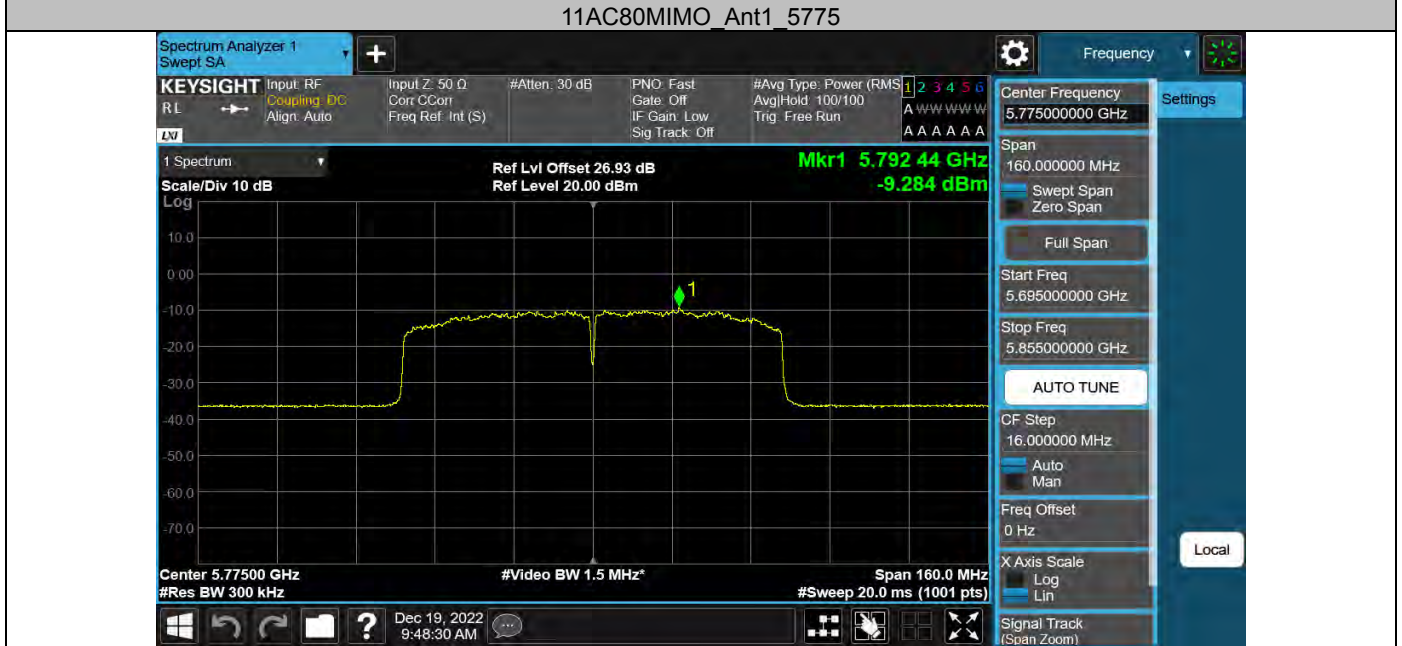 11AC80MIMO_Ant1_5775
Spectrum Analyzer 1
Swept SA
+
Frequency
KEYSIGHT
R L
LXI
Input: RF
Coupling: DC
Align: Auto
Input Z: 50 Ω
Corr CCorr
Freq Ref: Int (S)
#Atten: 30 dB
PNO: Fast
Gate: Off
IF Gain: Low
Sig Track: Off
#Avg Type: Power (RMS
Avg|Hold: 100/100
Trig: Free Run
1 2 3 4 5 6
A W W W W W
A A A A A A
1 Spectrum
Scale/Div 10 dB
Log
Ref Lvl Offset 26.93 dB
Ref Level 20.00 dBm
Mkr1 5.792 44 GHz
-9.284 dBm
10.0
0.00
-10.0
-20.0
-30.0
-40.0
-50.0
-60.0
-70.0
1
Center 5.77500 GHz
#Res BW 300 kHz
#Video BW 1.5 MHz*
Span 160.0 MHz
#Sweep 20.0 ms (1001 pts)
Center Frequency
5.775000000 GHz
Span
160.000000 MHz
Swept Span
Zero Span
Full Span
Start Freq
5.695000000 GHz
Stop Freq
5.855000000 GHz
AUTO TUNE
CF Step
16.000000 MHz
Auto
Man
Freq Offset
0 Hz
X Axis Scale
Log
Lin
Signal Track
(Span Zoom)
Settings
Local
?
Dec 19, 2022
9:48:30 AM